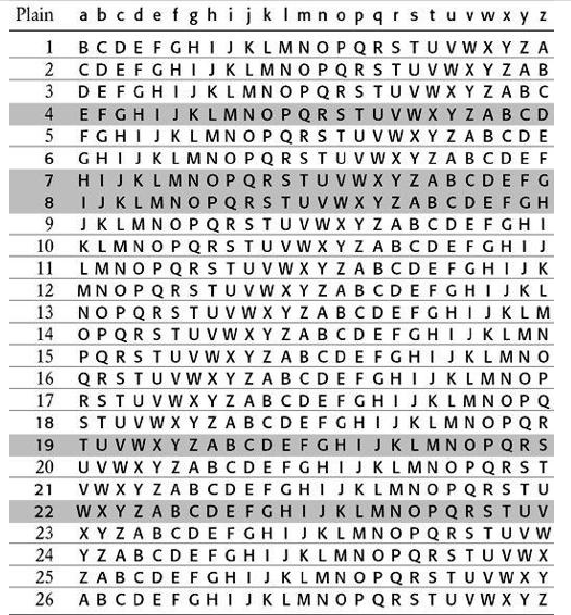 Plain a b c d e f g h i j k l m n o p q r s t u v w x y z
1 B C D E F G H I J K L M N O P Q R S T U V W X Y Z A
2 C D E F G H I J K L M N O P Q R S T U V W X Y Z A B
3 D E F G H I J K L M N O P Q R S T U V W X Y Z A B C
4 E F G H I J K L M N O P Q R S T U V W X Y Z A B C D
5 F G H I J K L M N O P Q R S T U V W X Y Z A B C D E
6 G H I J K L M N O P Q R S T U V W X Y Z A B C D E F
7 H I J K L M N O P Q R S T U V W X Y Z A B C D E F G
8 I J K L M N O P Q R S T U V W X Y Z A B C D E F G H
9 J K L M N O P Q R S T U V W X Y Z A B C D E F G H I
10 K L M N O P Q R S T U V W X Y Z A B C D E F G H I J
11 L M N O P Q R S T U V W X Y Z A B C D E F G H I J K
12 M N O P Q R S T U V W X Y Z A B C D E F G H I J K L
13 N O P Q R S T U V W X Y Z A B C D E F G H I J K L M
14 O P Q R S T U V W X Y Z A B C D E F G H I J K L M N
15 P Q R S T U V W X Y Z A B C D E F G H I J K L M N O
16 Q R S T U V W X Y Z A B C D E F G H I J K L M N O P
17 R S T U V W X Y Z A B C D E F G H I J K L M N O P Q
18 S T U V W X Y Z A B C D E F G H I J K L M N O P Q R
19 T U V W X Y Z A B C D E F G H I J K L M N O P Q R S
20 U V W X Y Z A B C D E F G H I J K L M N O P Q R S T
21 V W X Y Z A B C D E F G H I J K L M N O P Q R S T U
22 W X Y Z A B C D E F G H I J K L M N O P Q R S T U V
23 X Y Z A B C D E F G H I J K L M N O P Q R S T U V W
24 Y Z A B C D E F G H I J K L M N O P Q R S T U V W X
25 Z A B C D E F G H I J K L M N O P Q R S T U V W X Y
26 A B C D E F G H I J K L M N O P Q R S T U V W X Y Z